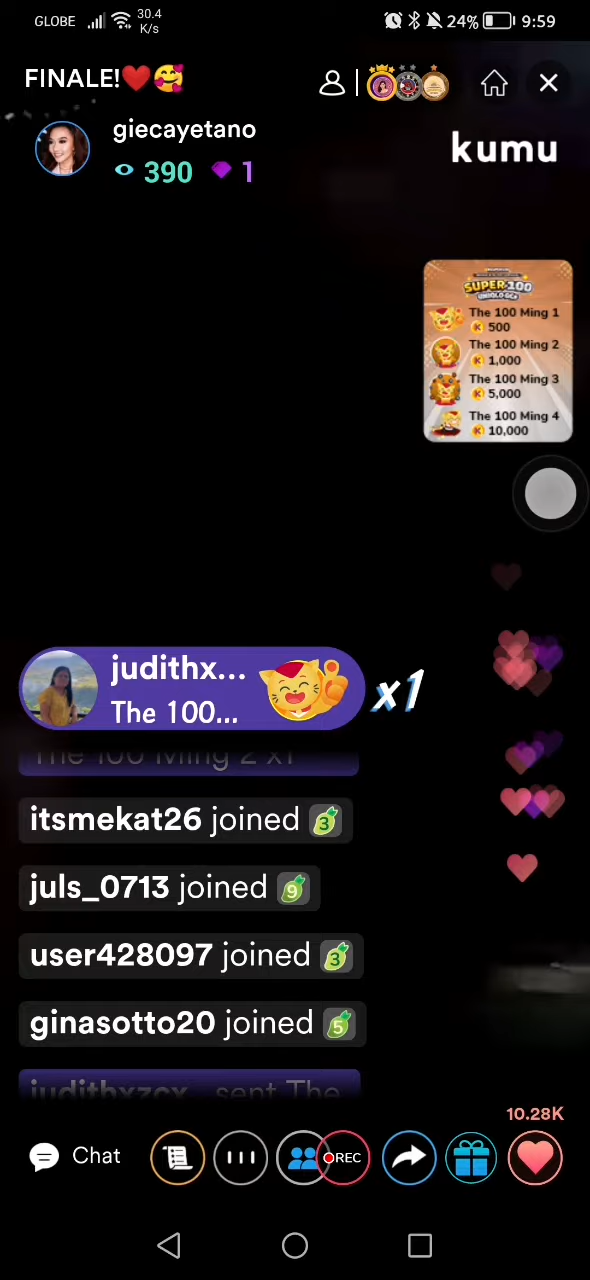 GLOBE 30.4 K/s 24% 9:59
FINALE!❤️🥰
giecayetano
390 1
kumu
SUPER 100
The 100 Ming 1
500
The 100 Ming 2
1,000
The 100 Ming 3
5,000
The 100 Ming 4
10,000
judithx...
The 100...
x1
The 100 Ming 2 x1
itsmekat26 joined 3
juls_0713 joined 9
user428097 joined 3
ginasotto20 joined 5
judithxzcx... sent The
10.28K
Chat
REC